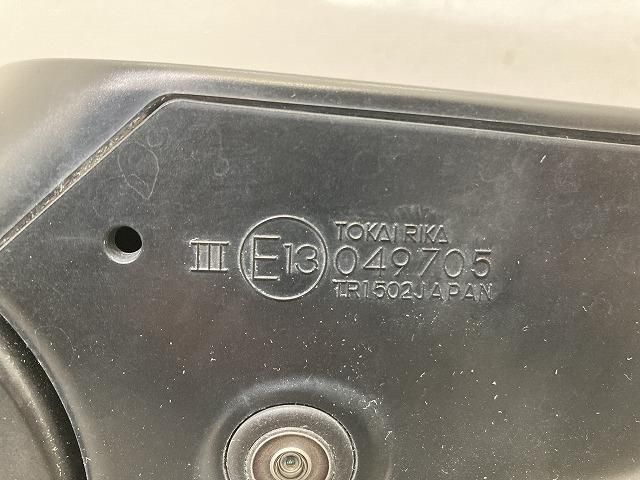 TOKAI RIKA
III E13 049705
TR1502JAPAN